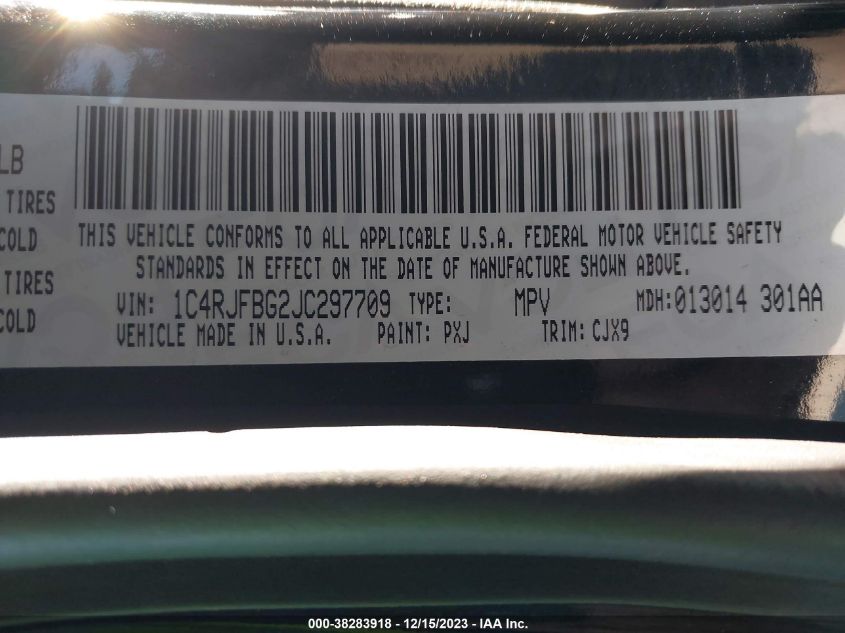 LB
TIRES
COLD
TIRES
COLD
THIS VEHICLE CONFORMS TO ALL APPLICABLE U.S.A. FEDERAL MOTOR VEHICLE SAFETY
STANDARDS IN EFFECT ON THE DATE OF MANUFACTURE SHOWN ABOVE.
VIN: 1C4RJFBG2JC297709 TYPE: MPV MDH:013014 301AA
VEHICLE MADE IN U.S.A. PAINT: PXJ TRIM: CJX9
000-38283918 - 12/15/2023 - IAA Inc.